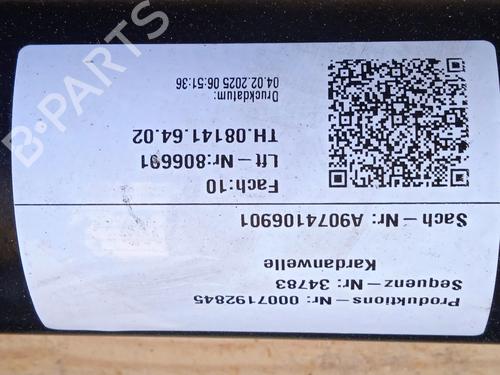 Produktions-Nr: 0007192845
Sequenz-Nr: 34783
Kardanwelle
Sach-Nr: A9074106901
Fach:10
Lft-Nr:806691
TH.08141.64.02
Druckdatum:
04.02.2025 06:51:36
B-PARTS